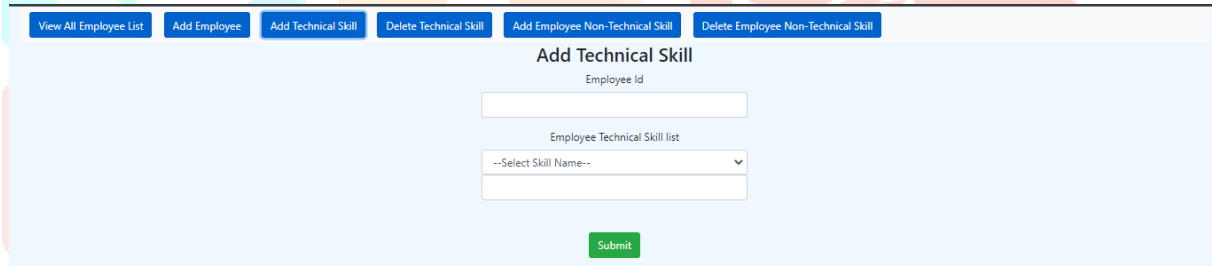 View All Employee List Add Employee Add Technical Skill Delete Technical Skill Add Employee Non-Technical Skill Delete Employee Non-Technical Skill
Add Technical Skill
Employee Id
Employee Technical Skill list
--Select Skill Name--
Submit